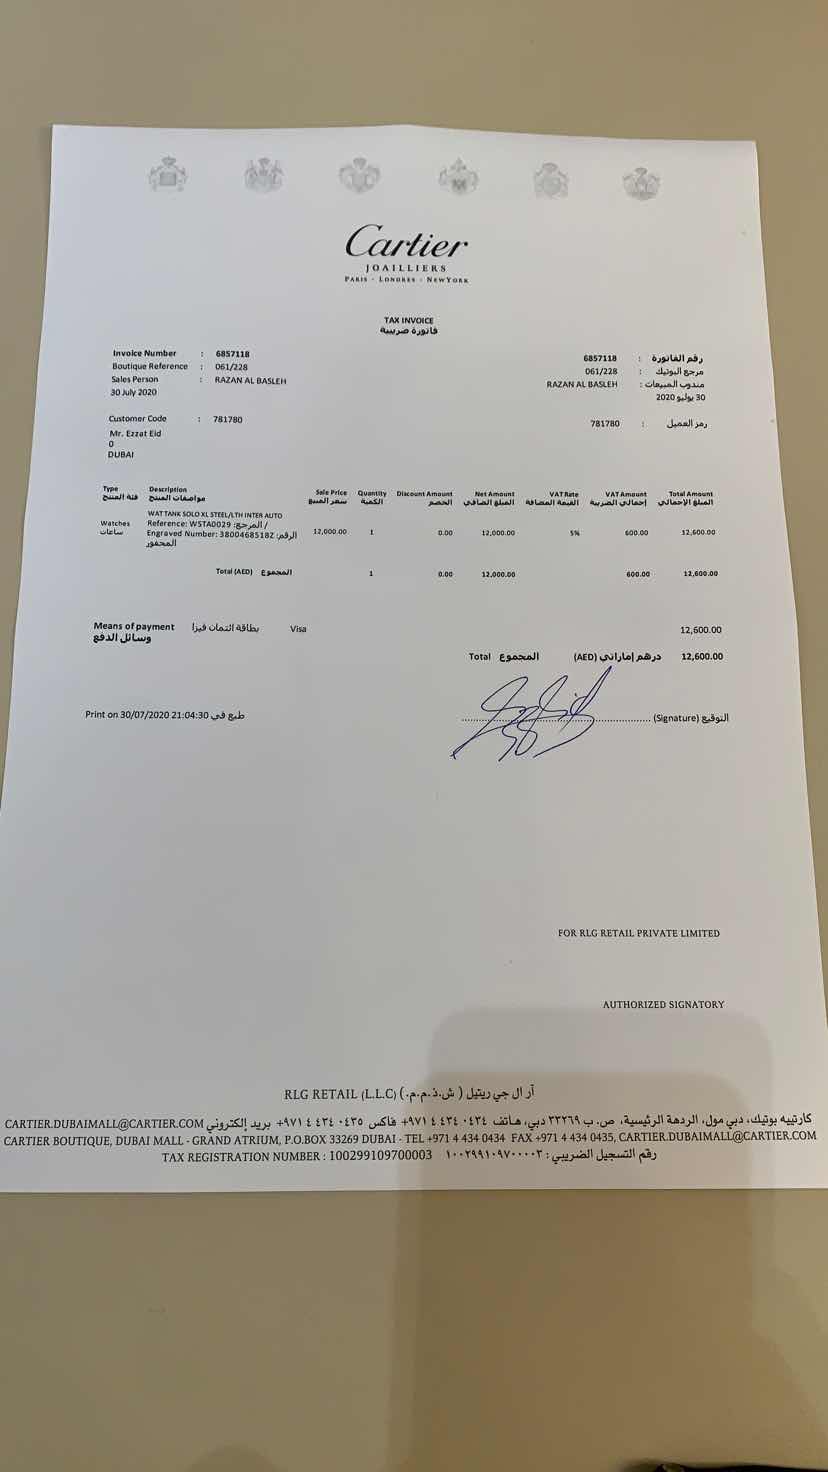 Cartier
JOAILLIERS
PARIS - LONDRES - NEWYORK
TAX INVOICE
فاتورة ضريبية
Invoice Number : 6857118
Boutique Reference : 061/228
Sales Person : RAZAN AL BASLEH
30 July 2020
رقم الفاتورة : 6857118
مرجع البوتيك : 061/228
مندوب المبيعات : RAZAN AL BASLEH
30 يوليو 2020
Customer Code : 781780
رمز العميل : 781780
Mr. Ezzat Eid
0
DUBAI
Type Description Sale Price Quantity Discount Amount Net Amount VAT Rate VAT Amount Total Amount
فئة المنتج مواصفات المنتج سعر المبيع الكمية الخصم المبلغ الصافي القيمة المضافة إجمالي الضريبة المبلغ الإجمالي
WAT TANK SOLO XL STEEL/LTH INTER AUTO
Watches Reference: WSTA0029 :المرجع / 12,000.00 1 0.00 12,000.00 5% 600.00 12,600.00
ساعات Engraved Number: 3800468518Z :الرقم
المحفور
Total (AED) المجموع 1 0.00 12,000.00 600.00 12,600.00
Means of payment بطاقة ائتمان فيزا Visa 12,600.00
وسائل الدفع
Total المجموع درهم إماراتي (AED) 12,600.00
Print on 30/07/2020 21:04:30 طبع في
(Signature) التوقيع
FOR RLG RETAIL PRIVATE LIMITED
AUTHORIZED SIGNATORY
RLG RETAIL (L.L.C) (.آر ال جي ريتيل ( ش.ذ.م.م
كارتييه بوتيك، دبي مول، الردهة الرئيسية، ص. ب ٣٣٢٦٩ دبي، هاتف ٠٤٣٤ ٤٣٤ ٤ ٩٧١+ فاكس ٠٤٣٥ ٤٣٤ ٤ ٩٧١+ بريد إلكتروني CARTIER.DUBAIMALL@CARTIER.COM
CARTIER BOUTIQUE, DUBAI MALL - GRAND ATRIUM, P.O.BOX 33269 DUBAI - TEL +971 4 434 0434 FAX +971 4 434 0435, CARTIER.DUBAIMALL@CARTIER.COM
TAX REGISTRATION NUMBER : 100299109700003 رقم التسجيل الضريبي : ١٠٠٢٩٩١٠٩٧٠٠٠٠٣